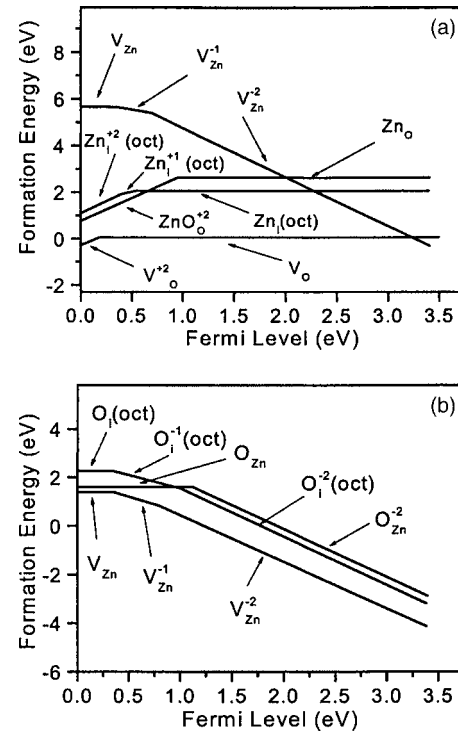 (a)
V_Zn
V_Zn^-1
V_Zn^-2
Zn_O
Zn_i^+2 (oct)
Zn_i^+1 (oct)
ZnO_O^+2
Zn_i(oct)
V_O^+2
V_O
Formation Energy (eV)
8
6
4
2
0
-2
0.0 0.5 1.0 1.5 2.0 2.5 3.0 3.5
Fermi Level (eV)
(b)
O_i(oct)
O_i^-1(oct)
O_Zn
O_i^-2(oct)
O_Zn^-2
V_Zn
V_Zn^-1
V_Zn^-2
Formation Energy (eV)
4
2
0
-2
-4
-6
0.0 0.5 1.0 1.5 2.0 2.5 3.0 3.5
Fermi Level (eV)